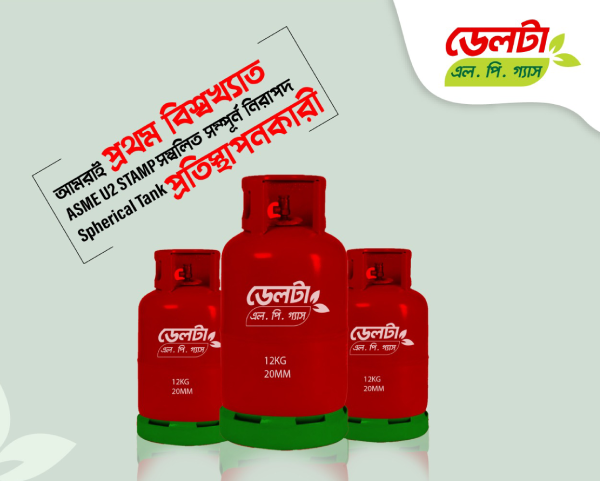 ডেলটা
এল. পি. গ্যাস
আমরাই প্রথম বিশ্বখ্যাত
ASME U2 STAMP সম্বলিত সম্পূর্ন নিরাপদ
Spherical Tank প্রতিস্থাপনকারী
ডেলটা
এল. পি. গ্যাস
12KG
20MM
ডেলটা
এল. পি. গ্যাস
12KG
20MM
ডেলটা
এল. পি. গ্যাস
12KG
20MM